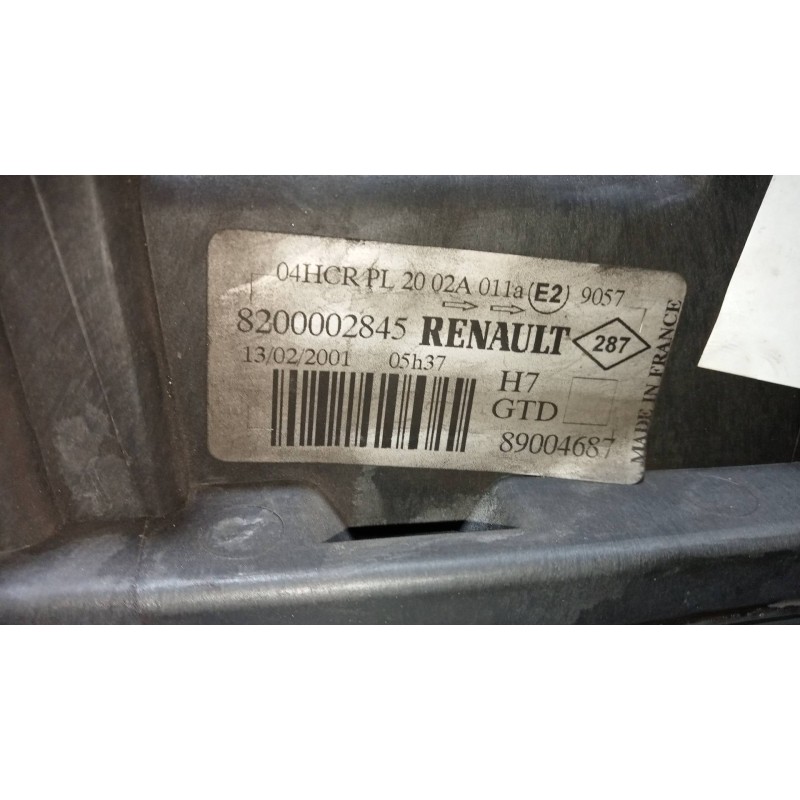 04HCR PL 20 02A 011a E2 9057
8200002845 RENAULT 287
13/02/2001 05h37
H7
GTD
89004687
MADE IN FRANCE